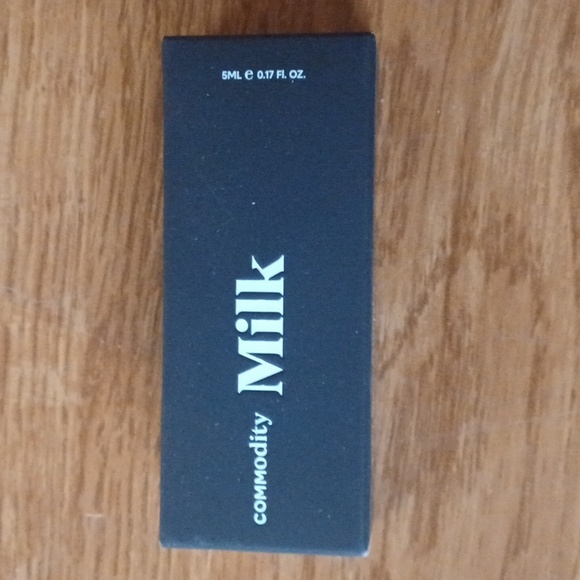 5ML ℮ 0.17 Fl. OZ.
COMModity
Milk